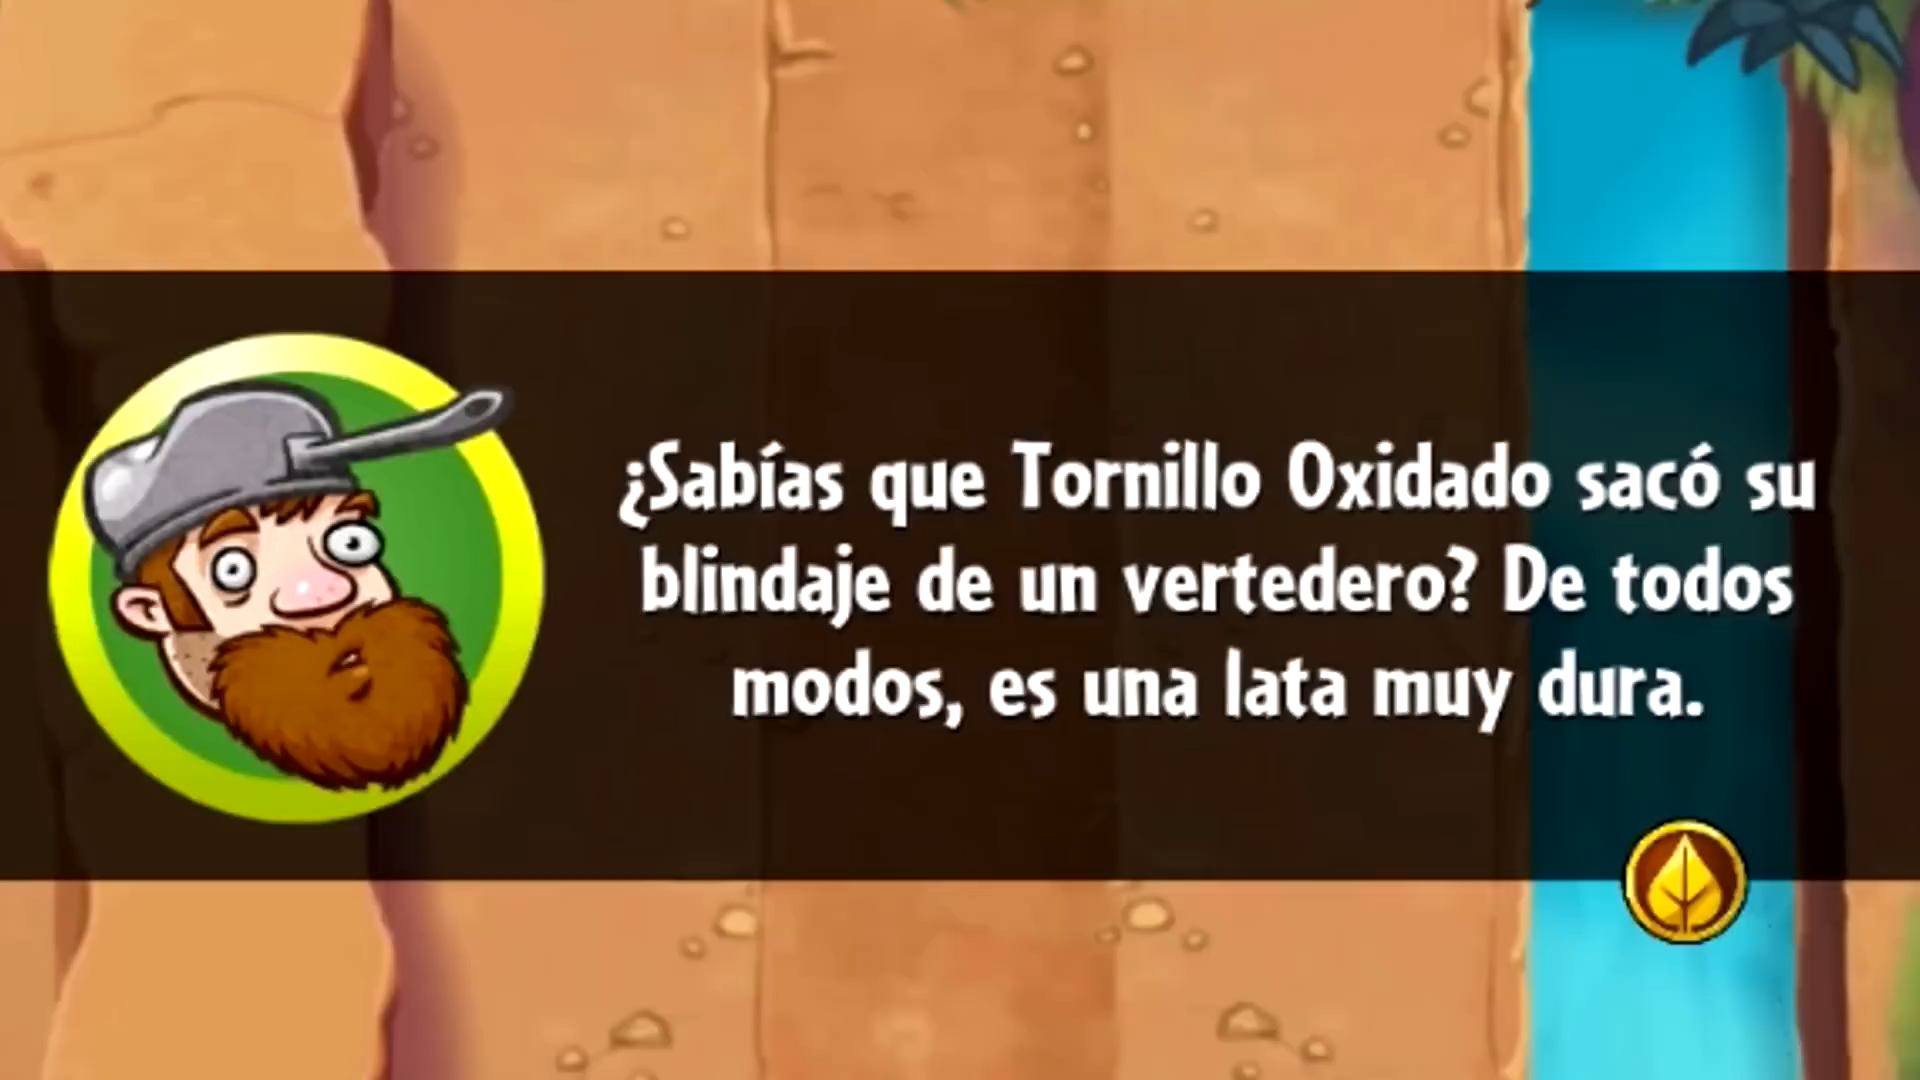 ¿Sabías que Tornillo Oxidado sacó su
blindaje de un vertedero? De todos
modos, es una lata muy dura.